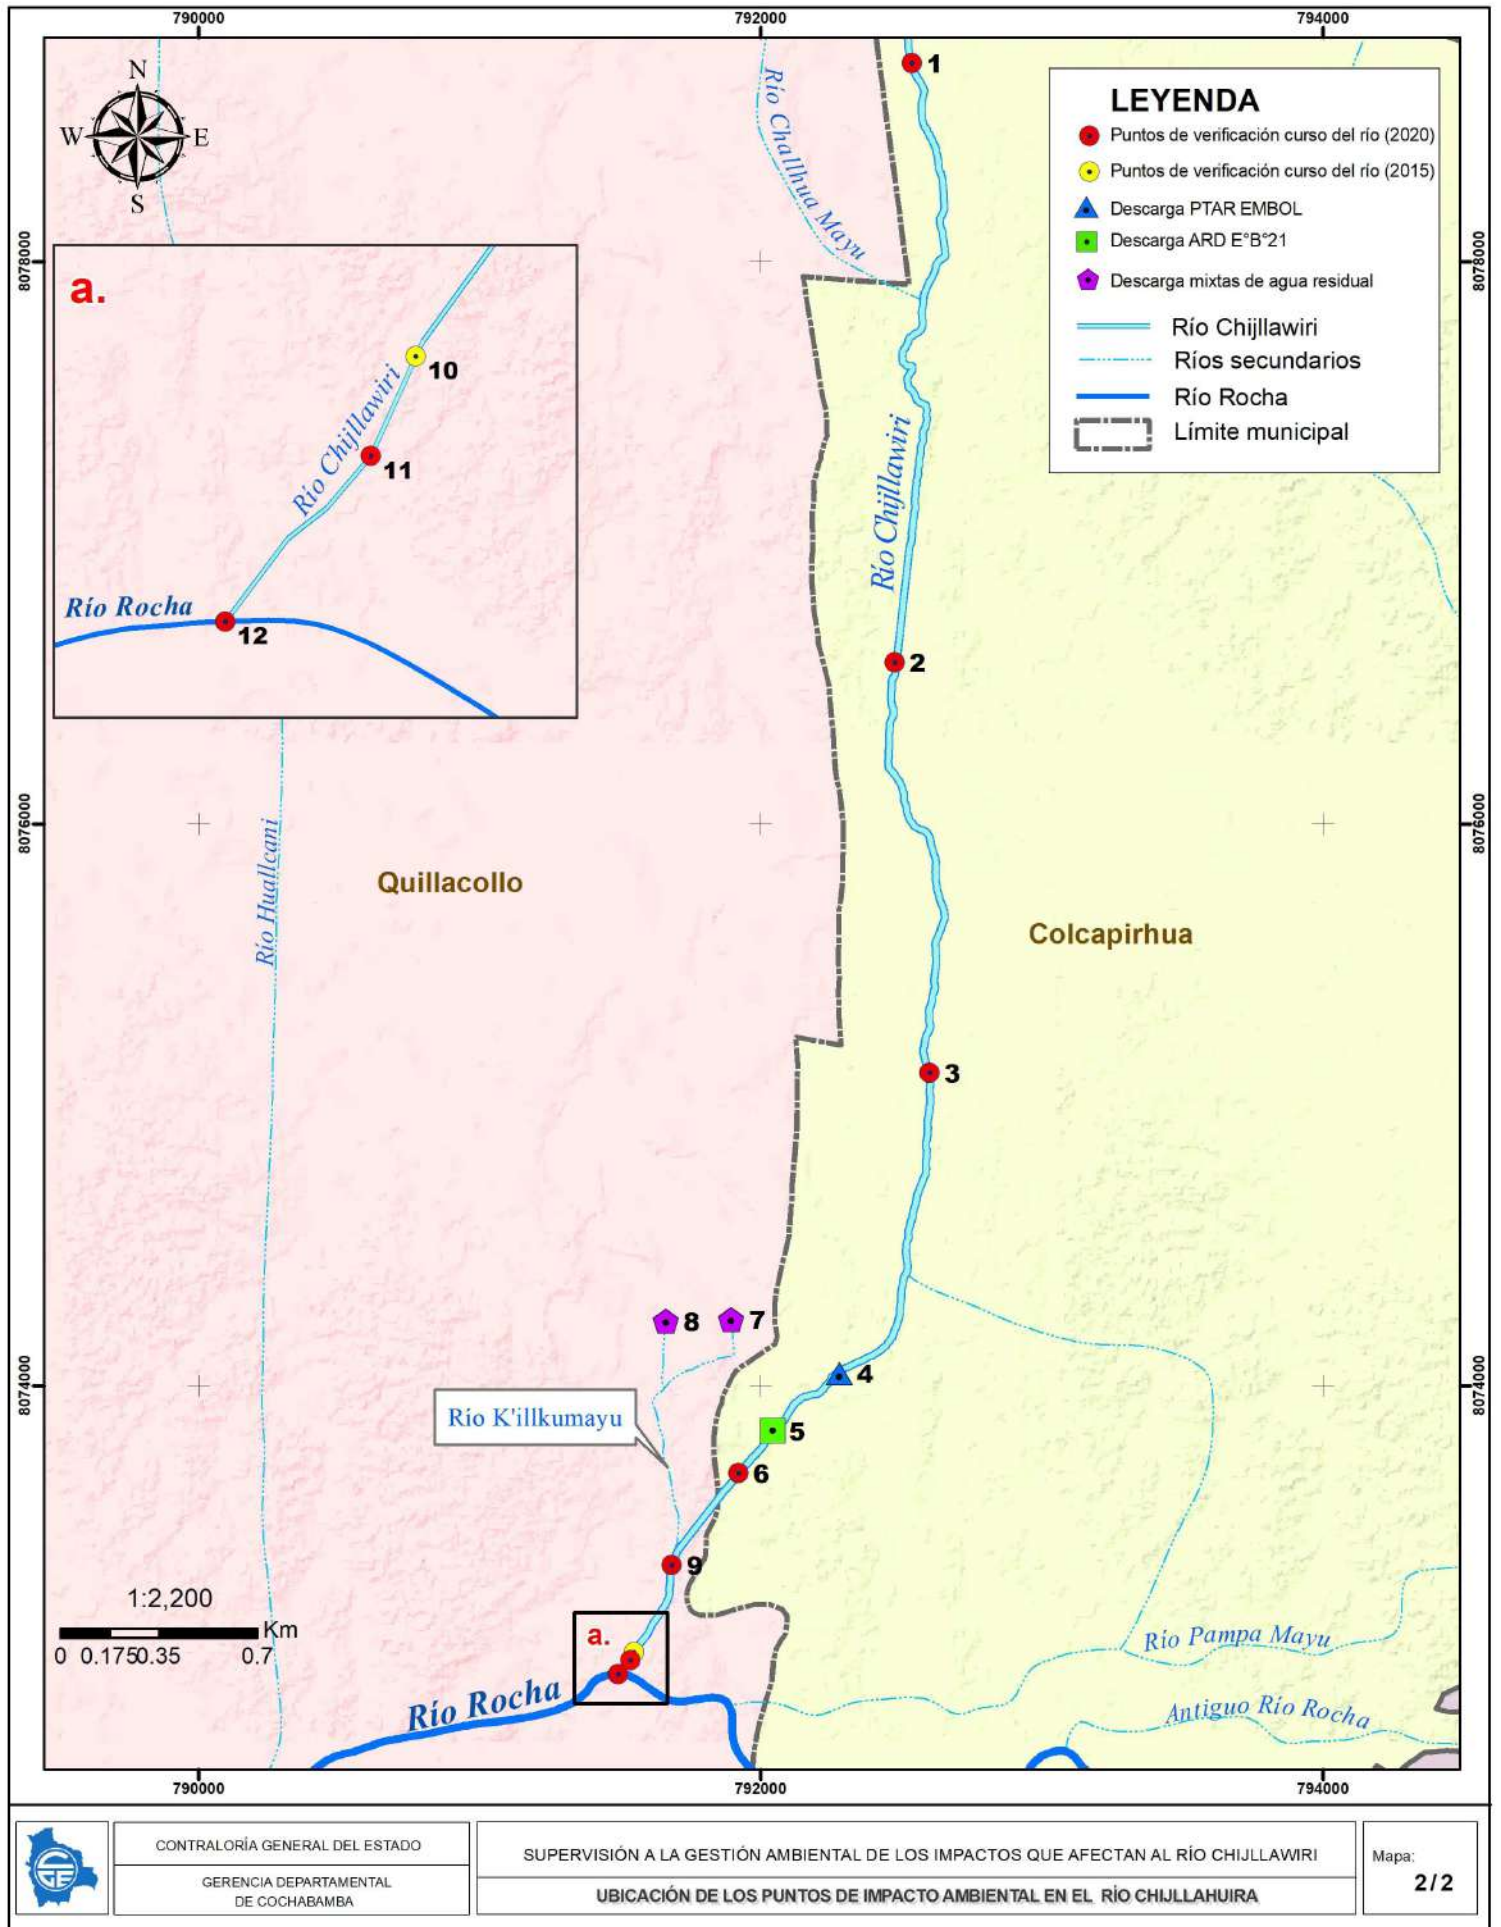 790000
792000
794000
N
W
E
S
8078000
8078000
8076000
8076000
8074000
8074000
LEYENDA
Puntos de verificación curso del río (2020)
Puntos de verificación curso del río (2015)
Descarga PTAR EMBOL
Descarga ARD E°B°21
Descarga mixtas de agua residual
Río Chijllawiri
Ríos secundarios
Río Rocha
Límite municipal
a.
10
Río Chijllawiri
11
Río Rocha
12
1
Río Challhua Mayu
Río Chijllawiri
2
Río Huallcani
Quillacollo
Colcapirhua
3
8
7
4
Río K'illkumayu
5
6
9
1:2,200
Km
0 0.175 0.35 0.7
a.
Río Rocha
Río Pampa Mayu
Antiguo Río Rocha
790000
792000
794000
CGE
CONTRALORÍA GENERAL DEL ESTADO
GERENCIA DEPARTAMENTAL
DE COCHABAMBA
SUPERVISIÓN A LA GESTIÓN AMBIENTAL DE LOS IMPACTOS QUE AFECTAN AL RÍO CHIJLLAWIRI
UBICACIÓN DE LOS PUNTOS DE IMPACTO AMBIENTAL EN EL RÍO CHIJLLAHUIRA
Mapa:
2 / 2